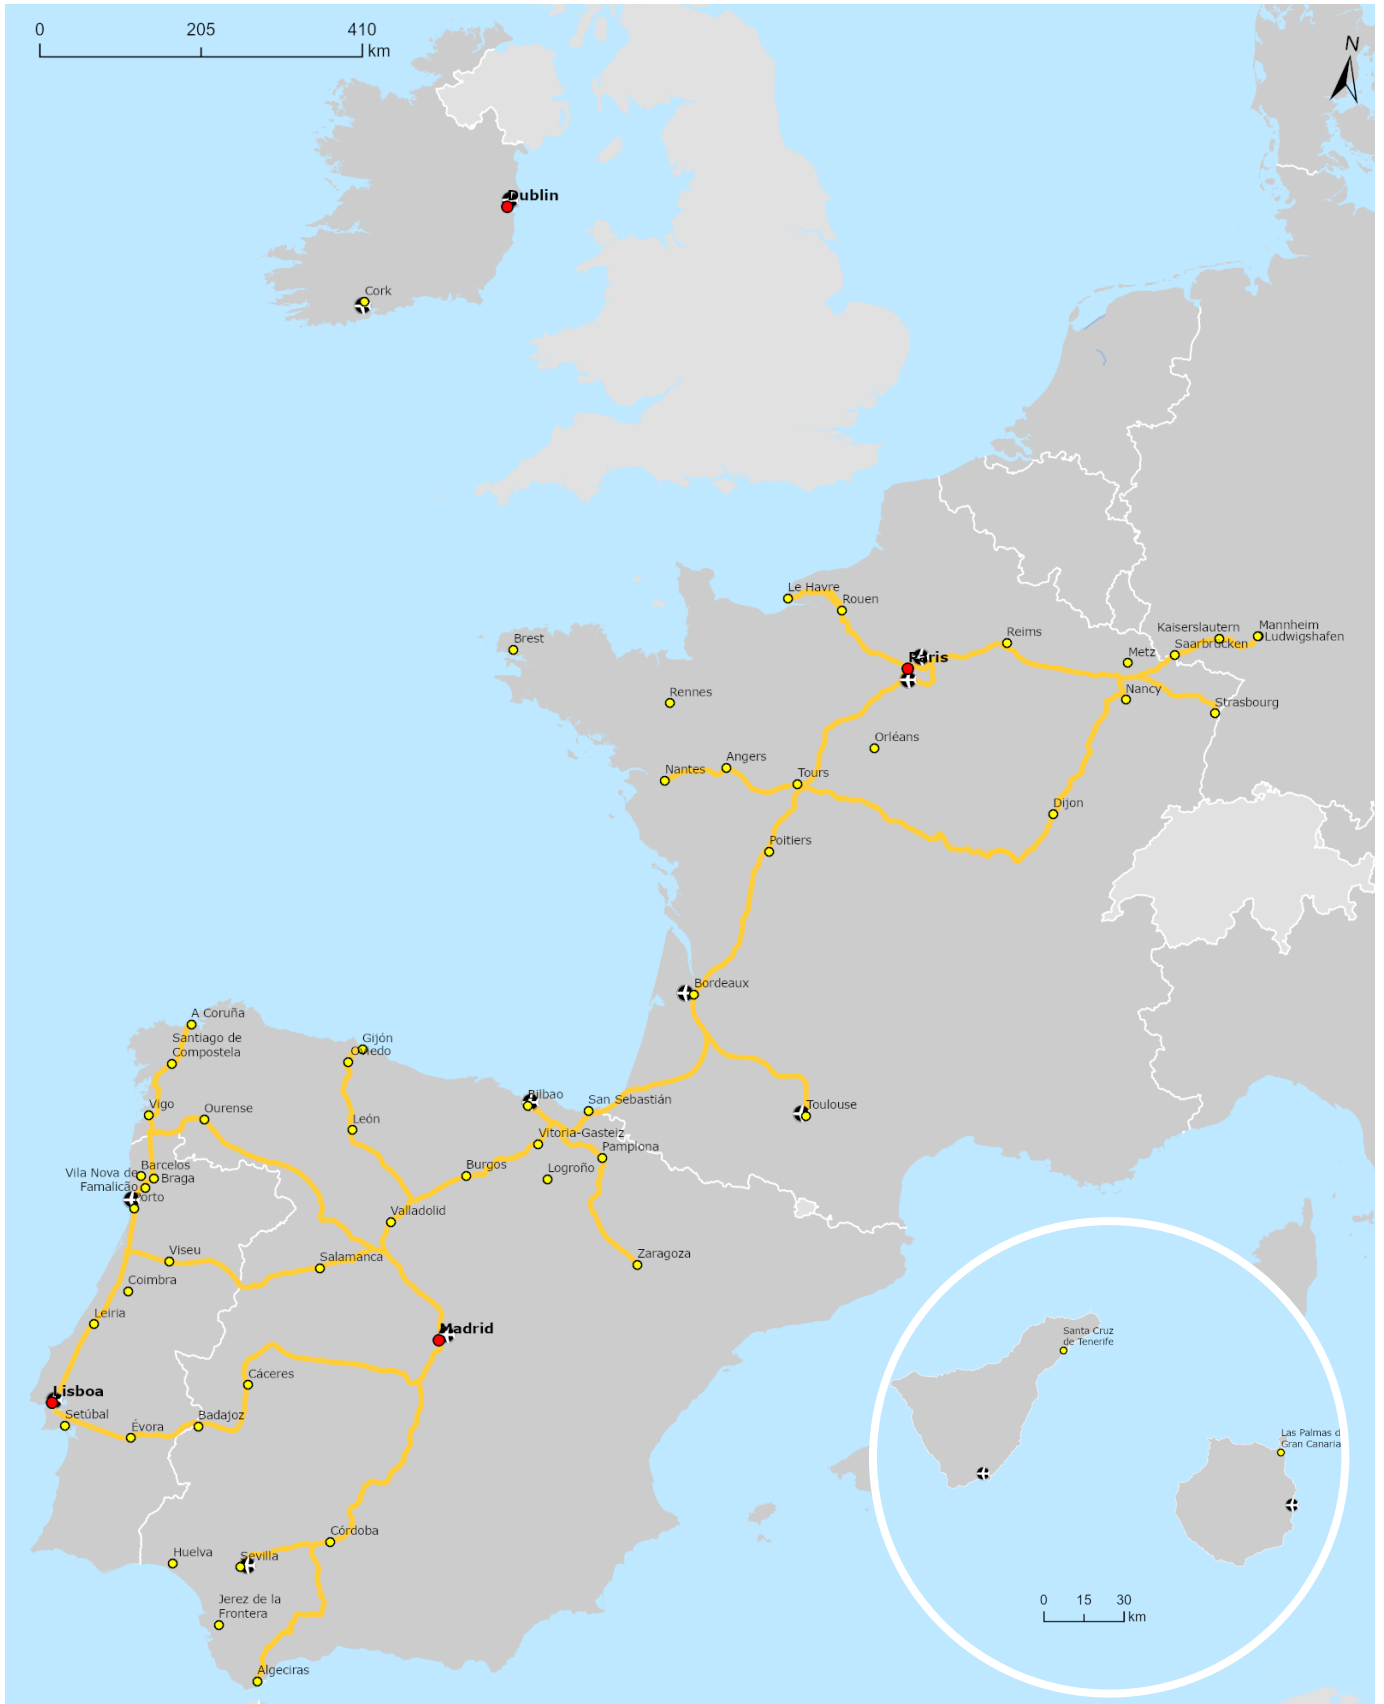 0 205 410
km
N
Dublin
Cork
Le Havre
Rouen
Brest
Reims
Kaiserslautern
Mannheim
Ludwigshafen
Saarbrücken
Metz
Paris
Nancy
Rennes
Strasbourg
Orléans
Angers
Nantes
Tours
Dijon
Poitiers
Bordeaux
A Coruña
Santiago de
Compostela
Gijón
Oviedo
Bilbao
San Sebastián
Toulouse
Vigo
Ourense
León
Vitoria-Gasteiz
Pamplona
Barcelos
Burgos
Logroño
Vila Nova de
Famalicão
Braga
Porto
Valladolid
Viseu
Salamanca
Zaragoza
Coimbra
Leiria
Madrid
Santa Cruz
de Tenerife
Cáceres
Lisboa
Setúbal
Badajoz
Évora
Las Palmas d
Gran Canaria
Córdoba
Huelva
Sevilla
Jerez de la
Frontera
0 15 30
km
Algeciras